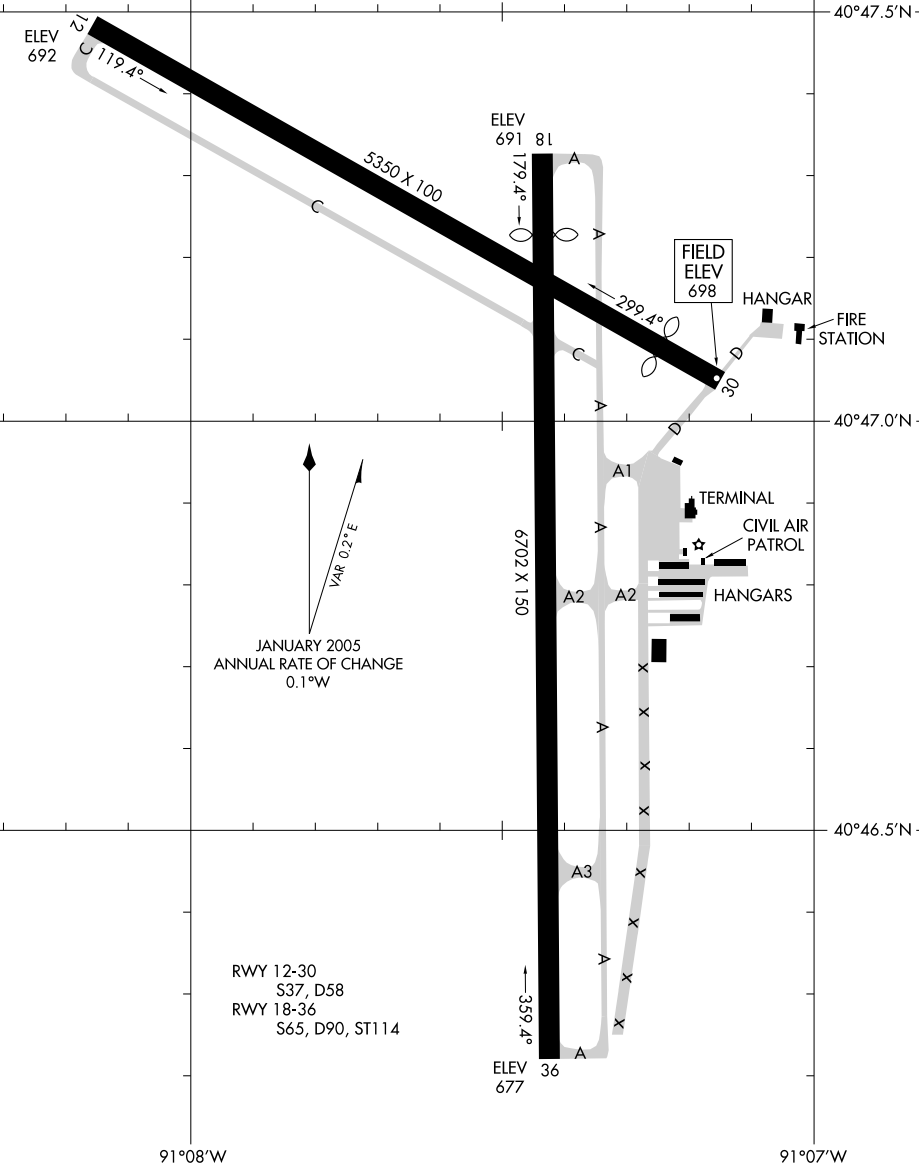 40°47.5'N
12
ELEV
692
C
119.4°
ELEV
691
18
A
179.4°
5350 X 100
C
A
FIELD
ELEV
698
HANGAR
299.4°
FIRE
STATION
D
C
30
A
40°47.0'N
D
A1
VAR 0.2° E
TERMINAL
A
CIVIL AIR
PATROL
6702 X 150
A2
A2
HANGARS
JANUARY 2005
ANNUAL RATE OF CHANGE
0.1°W
X
X
A
X
X
40°46.5'N
A3
X
X
A
X
RWY 12-30
S37, D58
RWY 18-36
S65, D90, ST114
359.4°
X
A
ELEV
677
36
91°08'W
91°07'W